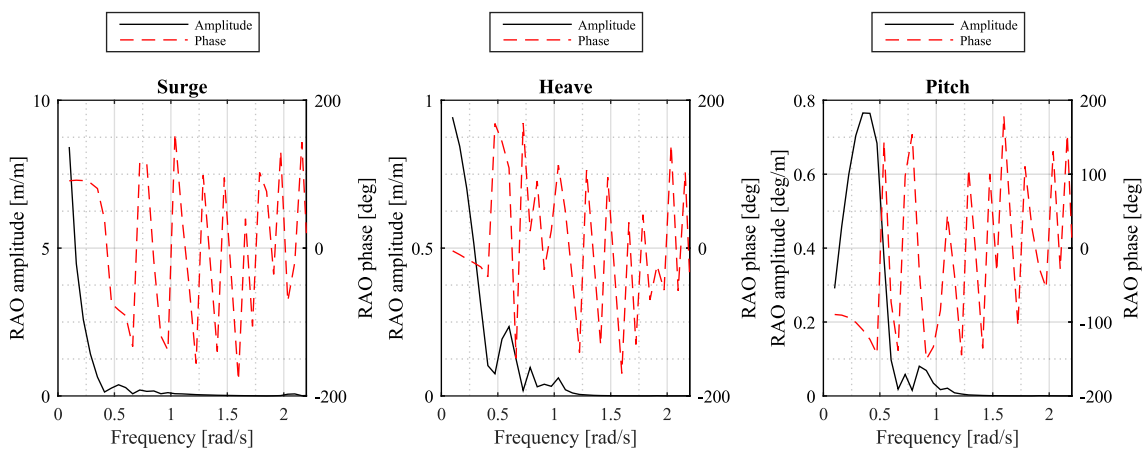 Amplitude
Phase
Surge
10
5
0
200
100
0
-100
-200
0
0.5
1
1.5
2
RAO amplitude [m/m]
RAO phase [deg]
Frequency [rad/s]
Amplitude
Phase
Heave
1
0.5
0
200
100
0
-100
-200
0
0.5
1
1.5
2
RAO amplitude [m/m]
RAO phase [deg]
Frequency [rad/s]
Amplitude
Phase
Pitch
0.8
0.6
0.4
0.2
0
200
100
0
-100
-200
0
0.5
1
1.5
2
RAO amplitude [deg/m]
RAO phase [deg]
Frequency [rad/s]